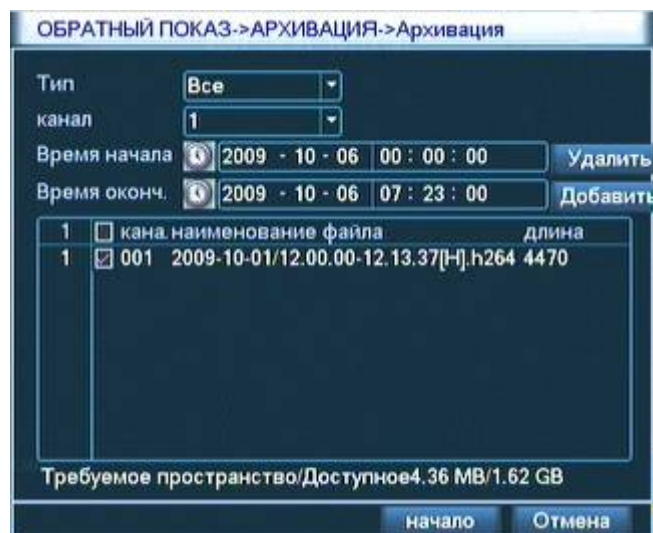 ОБРАТНЫЙ ПОКАЗ->АРХИВАЦИЯ->Архивация
Тип Все
канал 1
Время начала 2009 - 10 - 06 00 : 00 : 00 Удалить
Время оконч. 2009 - 10 - 06 07 : 23 : 00 Добавить
1 кана. наименование файла длина
1 001 2009-10-01/12.00.00-12.13.37[H].h264 4470
Требуемое пространство/Доступное4.36 MB/1.62 GB
начало Отмена